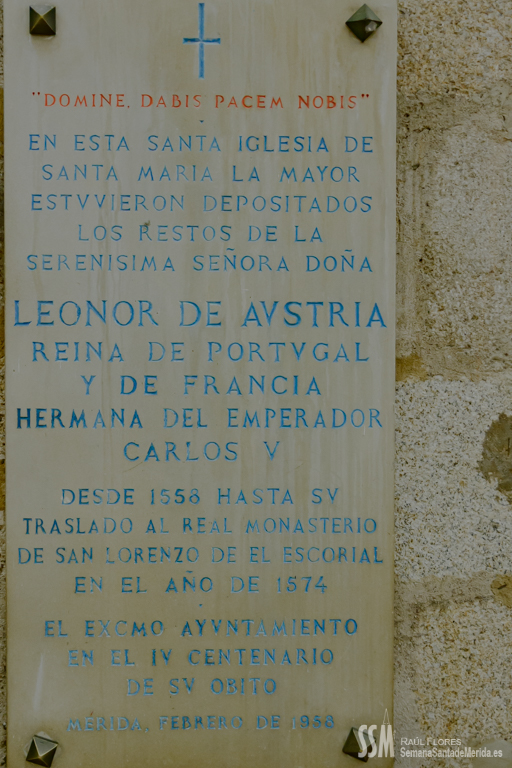 "DOMINE, DABIS PACEM NOBIS"
EN ESTA SANTA IGLESIA DE
SANTA MARIA LA MAYOR
ESTVVIERON DEPOSITADOS
LOS RESTOS DE LA
SERENISIMA SEÑORA DOÑA
LEONOR DE AVSTRIA
REINA DE PORTVGAL
Y DE FRANCIA
HERMANA DEL EMPERADOR
CARLOS V
DESDE 1558 HASTA SV
TRASLADO AL REAL MONASTERIO
DE SAN LORENZO DE EL ESCORIAL
EN EL AÑO DE 1574
EL EXCMO AYVNTAMIENTO
EN EL IV CENTENARIO
DE SV OBITO
MERIDA, FEBRERO DE 1958
SSM
RAÚL FLORES
SemanaSantadeMerida.es